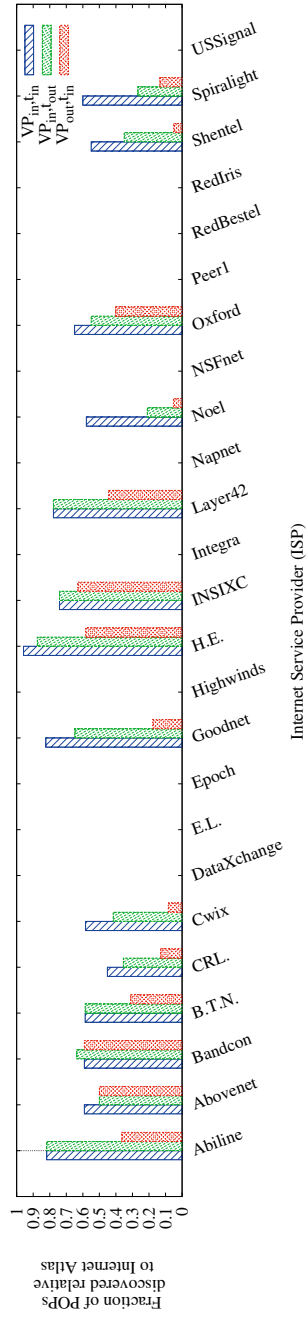 Fraction of POPs
discovered relative
to Internet Atlas
1
0.9
0.8
0.7
0.6
0.5
0.4
0.3
0.2
0.1
0
VP_in,t_in
VP_in,t_out
VP_out,t_in
Abiline
Abovenet
Bandcon
B.T.N.
CRL.
Cwix
DataXchange
E.L.
Epoch
Goodnet
Highwinds
H.E.
INSIXC
Integra
Layer42
Napnet
Noel
NSFnet
Oxford
Peer1
RedBestel
RedIris
Shentel
Spiralight
USSignal
Internet Service Provider (ISP)